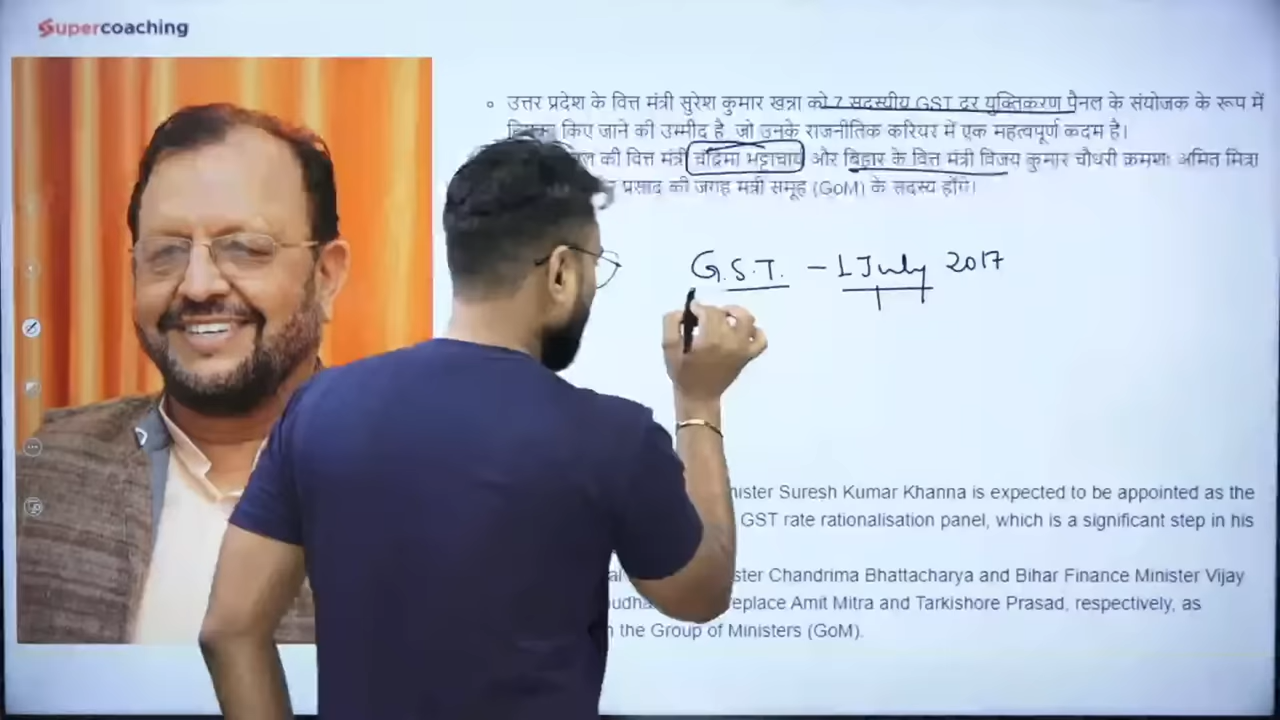 Supercoaching
उत्तर प्रदेश के वित्त मंत्री सुरेश कुमार खन्ना को 7 सदस्यीय GST दर युक्तिकरण पैनल के संयोजक के रूप में
किए जाने की उम्मीद है, जो उनके राजनीतिक करियर में एक महत्वपूर्ण कदम है।
की वित्त मंत्री चंद्रिमा भट्टाचार्य और बिहार के वित्त मंत्री विजय कुमार चौधरी क्रमशः अमित मित्रा
प्रसाद की जगह मंत्री समूह (GoM) के सदस्य होंगे।
G.S.T. - 1 July 2017
Suresh Kumar Khanna is expected to be appointed as the
GST rate rationalisation panel, which is a significant step in his
Chandrima Bhattacharya and Bihar Finance Minister Vijay
replace Amit Mitra and Tarkishore Prasad, respectively, as
the Group of Ministers (GoM).